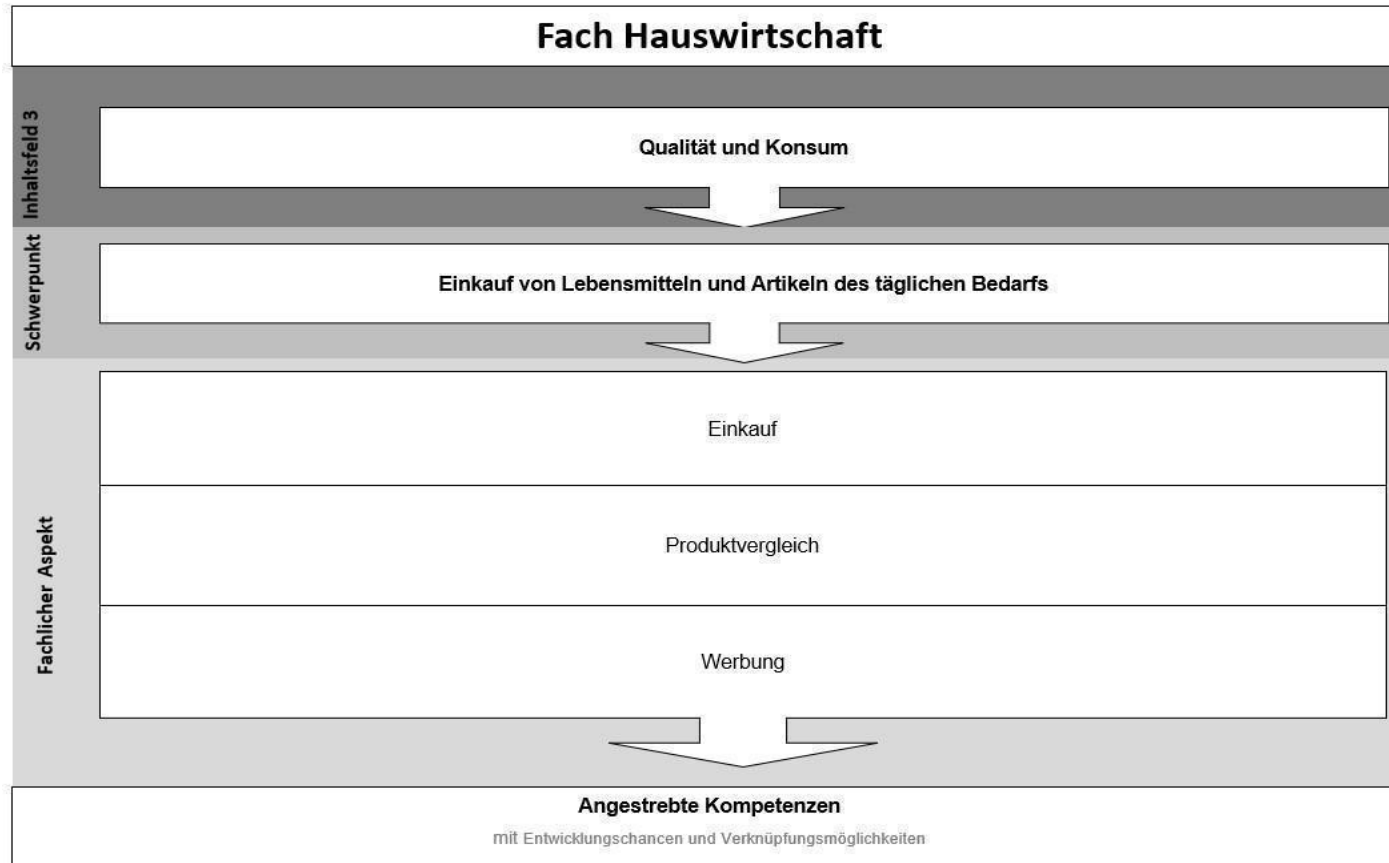 Fach Hauswirtschaft
Inhaltsfeld 3
Qualität und Konsum
Schwerpunkt
Einkauf von Lebensmitteln und Artikeln des täglichen Bedarfs
Fachlicher Aspekt
Einkauf
Produktvergleich
Werbung
Angestrebte Kompetenzen
mit Entwicklungschancen und Verknüpfungsmöglichkeiten